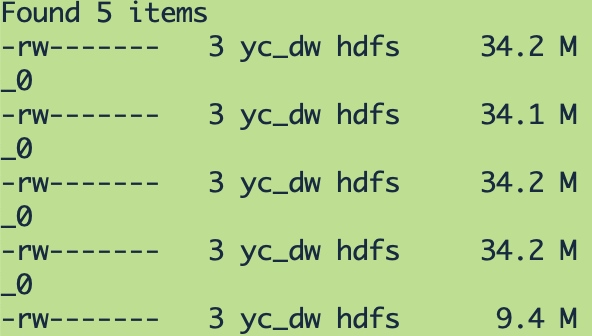 Found 5 items
-rw-------   3 yc_dw hdfs     34.2 M
_0
-rw-------   3 yc_dw hdfs     34.1 M
_0
-rw-------   3 yc_dw hdfs     34.2 M
_0
-rw-------   3 yc_dw hdfs     34.2 M
_0
-rw-------   3 yc_dw hdfs      9.4 M